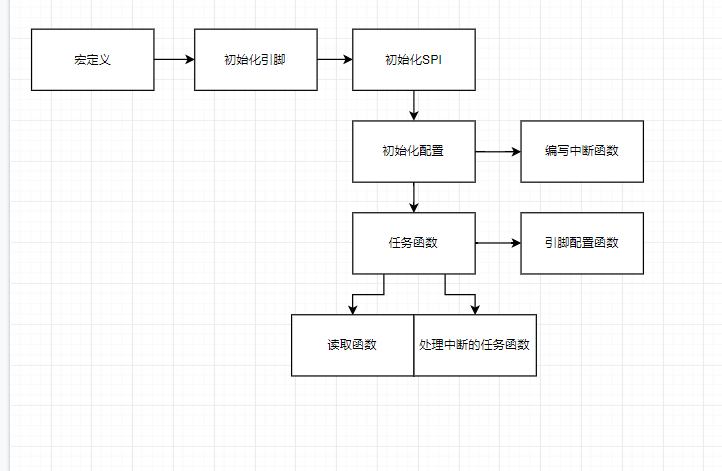 宏定义
初始化引脚
初始化SPI
初始化配置
编写中断函数
任务函数
引脚配置函数
读取函数
处理中断的任务函数